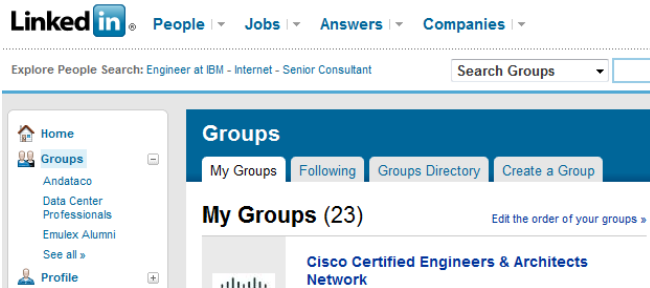 Linked in ®
People Jobs Answers Companies
Explore People Search: Engineer at IBM - Internet - Senior Consultant
Search Groups
Home
Groups
Andataco
Data Center
Professionals
Emulex Alumni
See all »
Profile
Groups
My Groups Following Groups Directory Create a Group
My Groups (23)
Edit the order of your groups »
Cisco Certified Engineers & Architects
Network